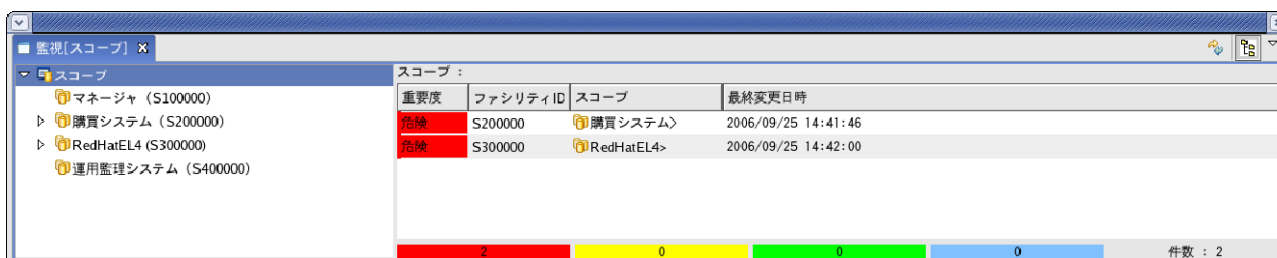 監視[スコープ]
スコープ
マネージャ (S100000)
購買システム (S200000)
RedHatEL4 (S300000)
運用監理システム (S400000)
スコープ :
重要度 ファシリティID スコープ 最終変更日時
危険 S200000 購買システム> 2006/09/25 14:41:46
危険 S300000 RedHatEL4> 2006/09/25 14:42:00
2 0 0 0 件数 : 2